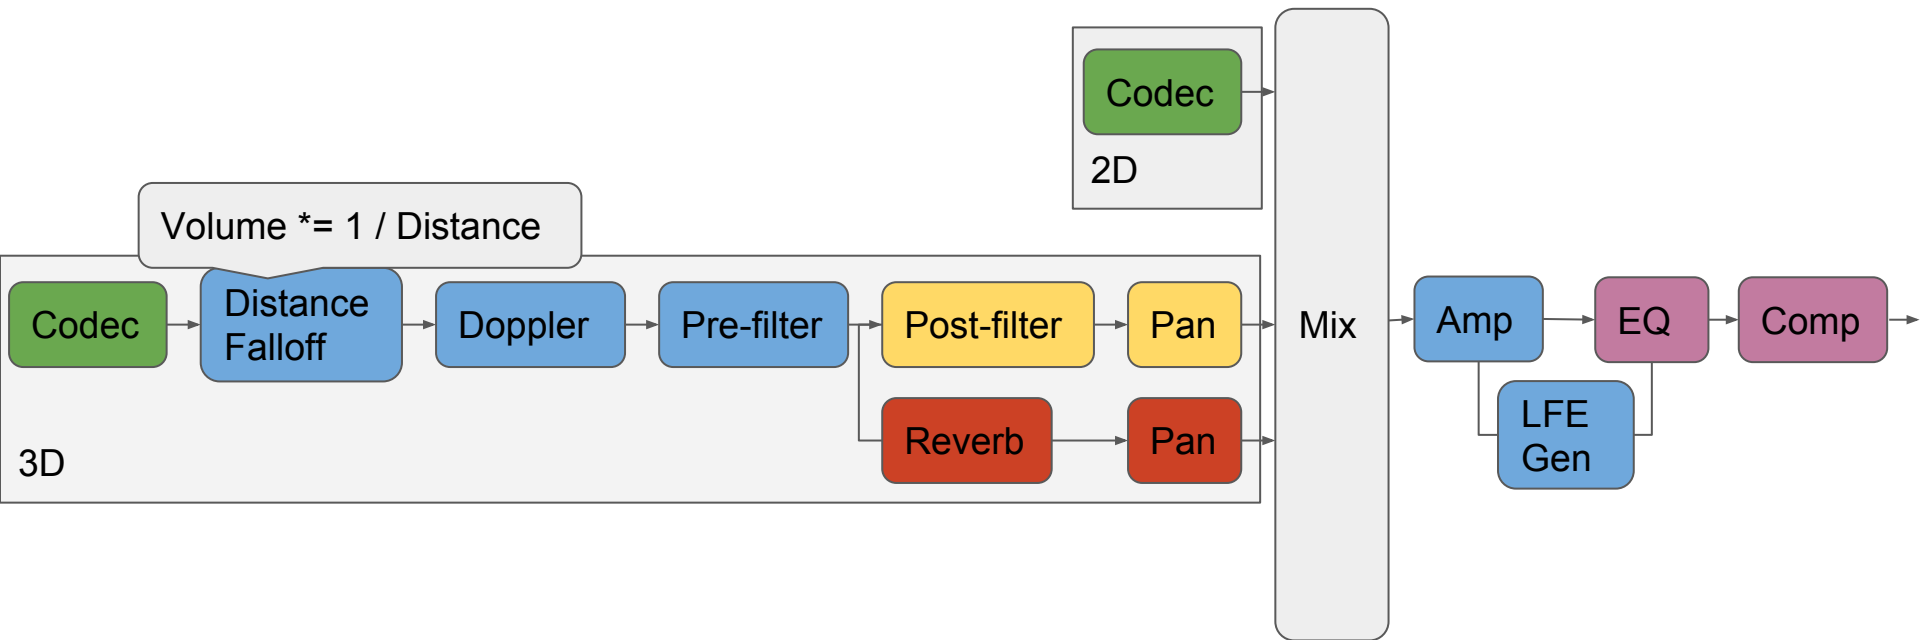 Codec
2D
Volume *= 1 / Distance
Codec
Distance
Falloff
Doppler
Pre-filter
Post-filter
Pan
Reverb
Pan
3D
Mix
Amp
EQ
Comp
LFE
Gen